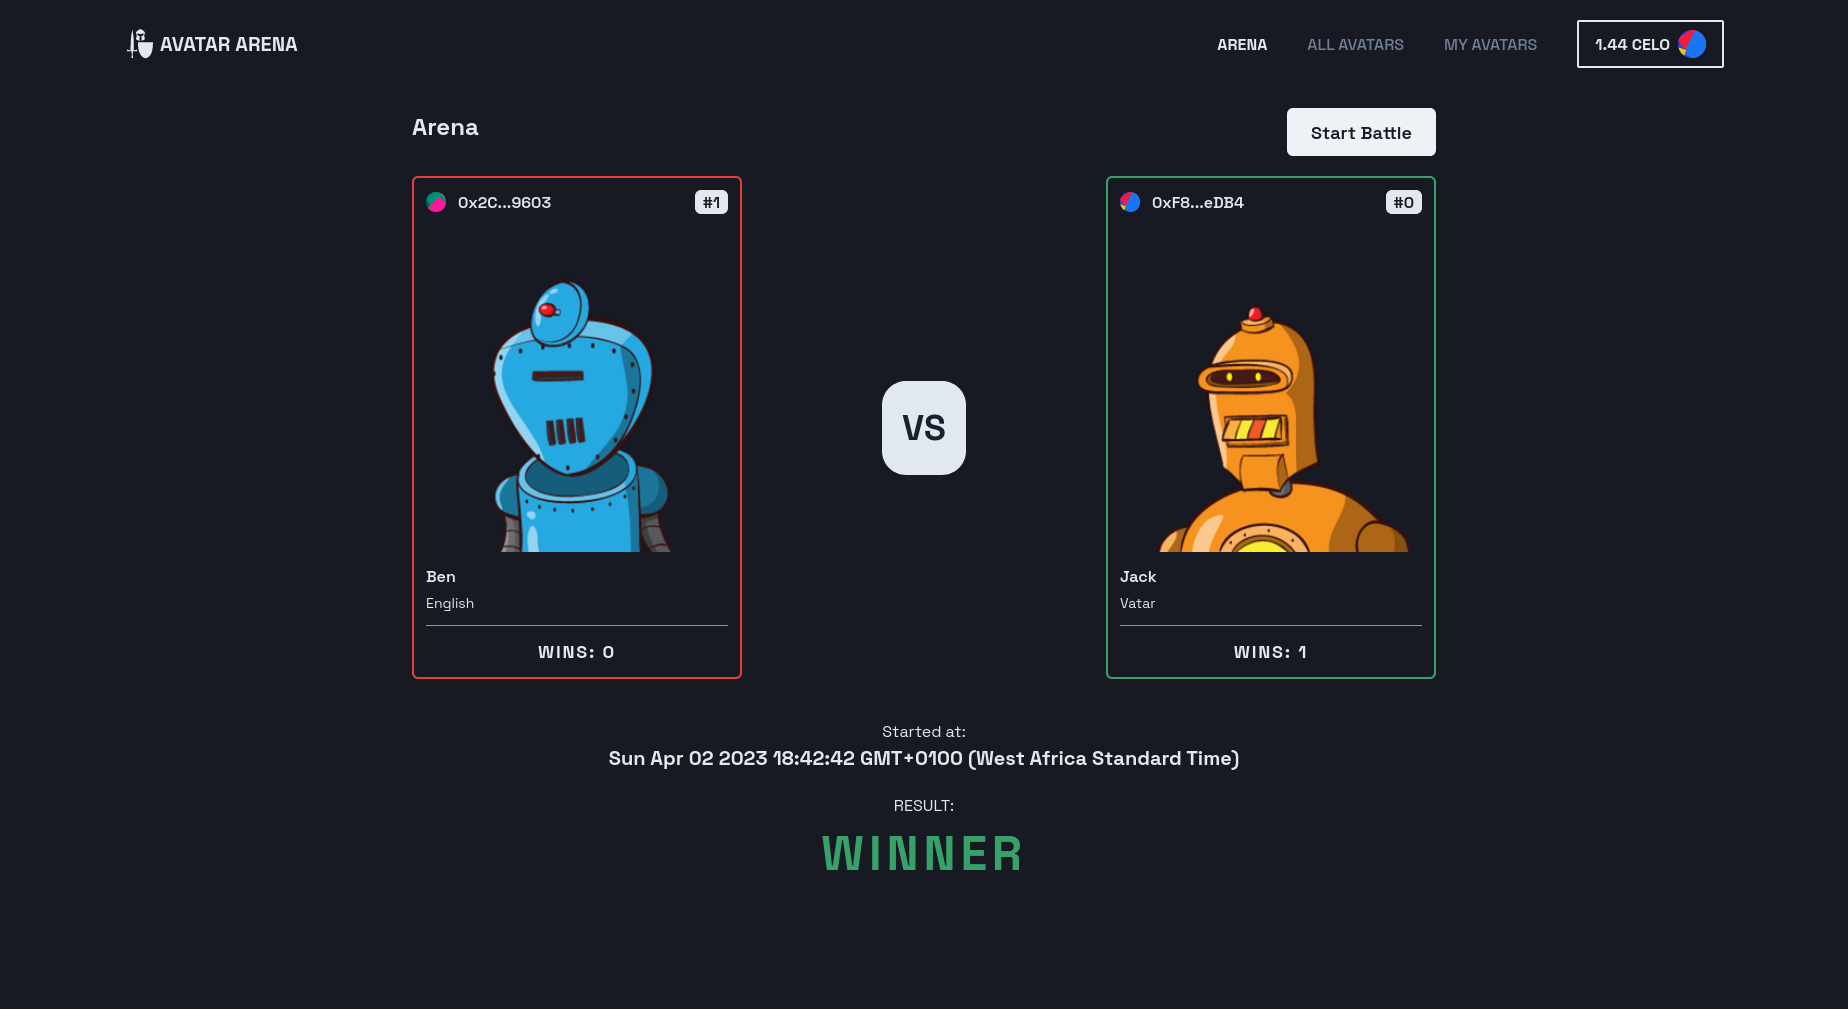 AVATAR ARENA
ARENA
ALL AVATARS
MY AVATARS
1.44 CELO
Arena
Start Battle
0x2C...9603
#1
Ben
English
WINS: 0
VS
0xF8...eDB4
#0
Jack
Vatar
WINS: 1
Started at:
Sun Apr 02 2023 18:42:42 GMT+0100 (West Africa Standard Time)
RESULT:
WINNER